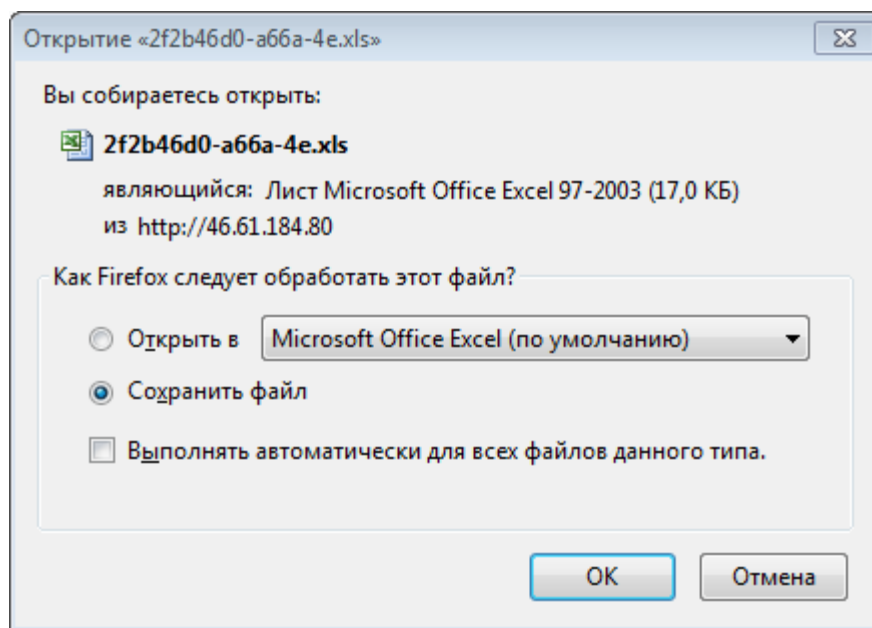 Открытие «2f2b46d0-a66a-4e.xls»
Вы собираетесь открыть:
2f2b46d0-a66a-4e.xls
являющийся: Лист Microsoft Office Excel 97-2003 (17,0 КБ)
из http://46.61.184.80
Как Firefox следует обработать этот файл?
Открыть в Microsoft Office Excel (по умолчанию)
Сохранить файл
Выполнять автоматически для всех файлов данного типа.
ОК Отмена